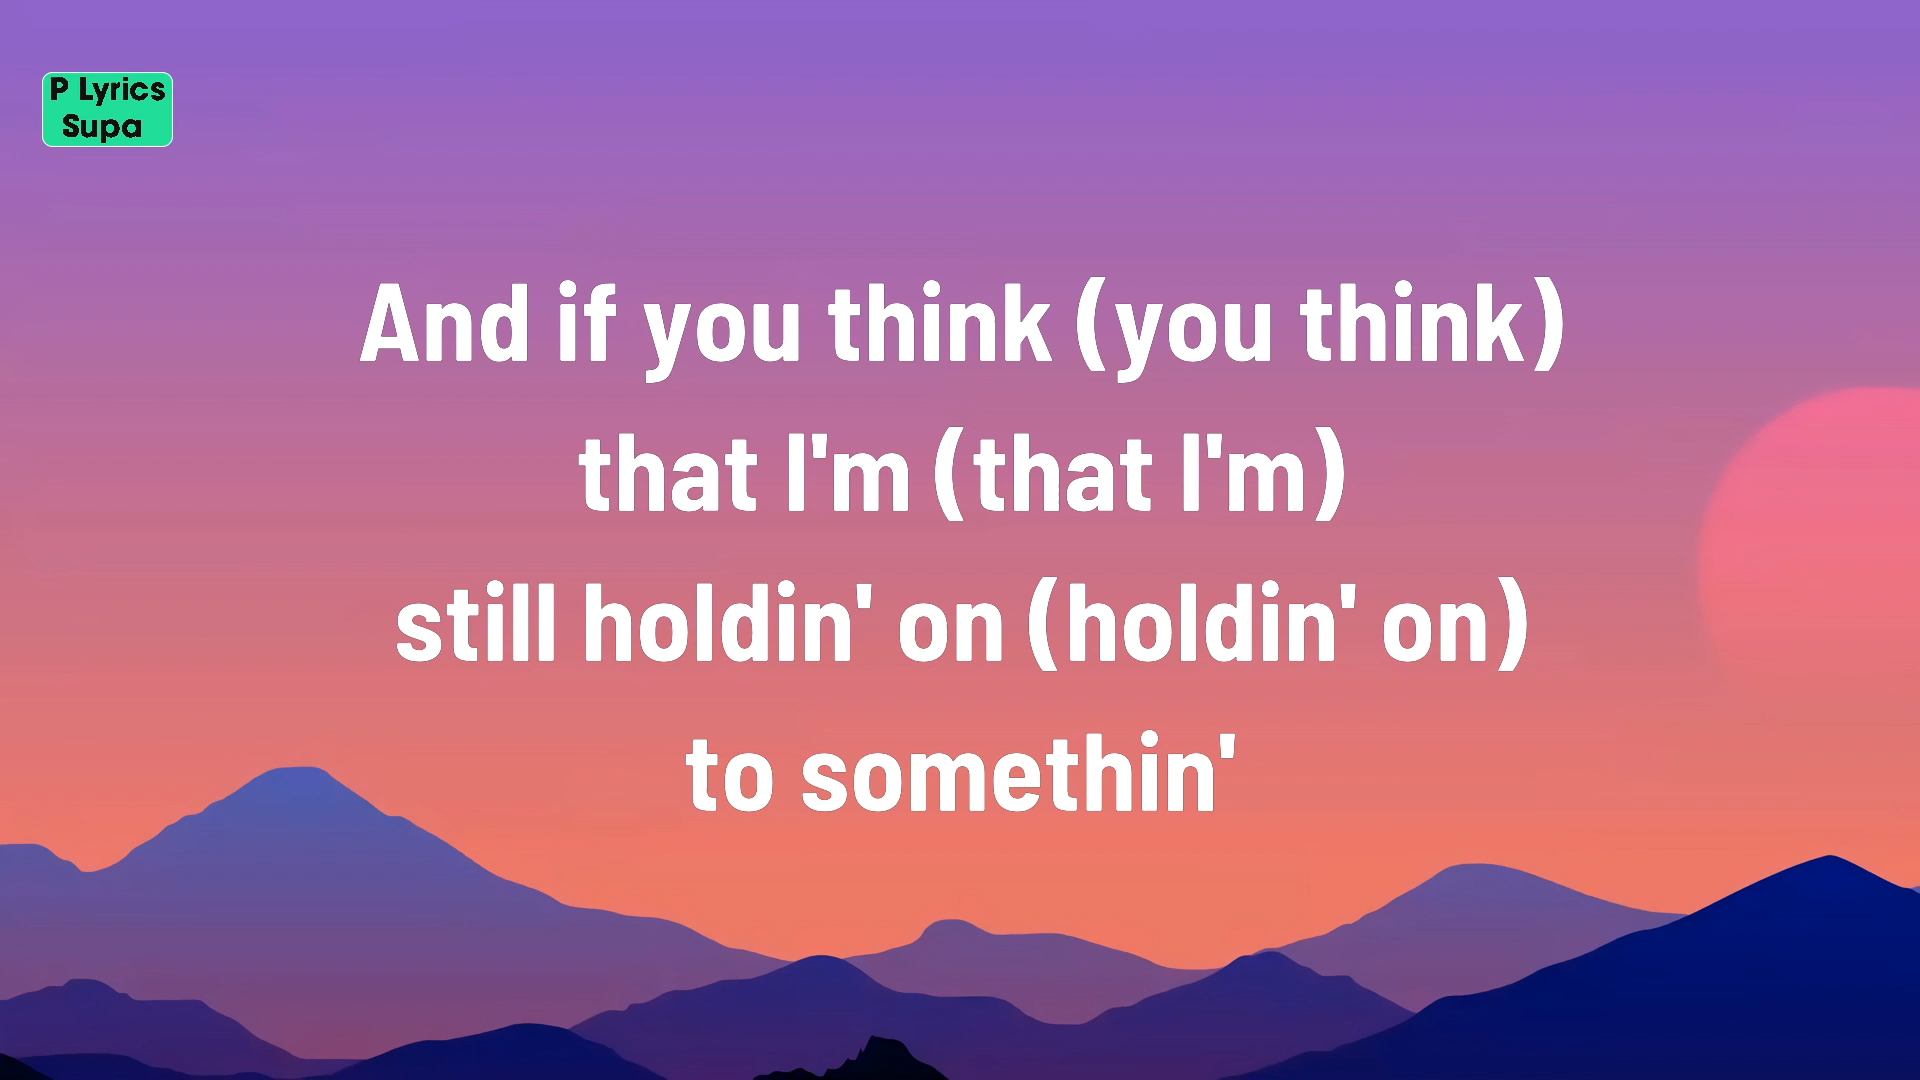 P Lyrics
Supa
And if you think (you think)
that I'm (that I'm)
still holdin' on (holdin' on)
to somethin'